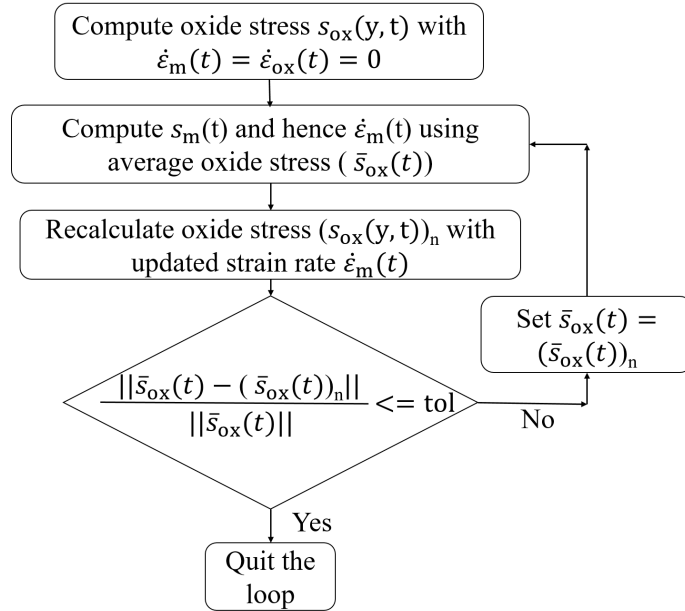 Compute oxide stress s_ox(y, t) with
ε̇_m(t) = ε̇_ox(t) = 0
Compute s_m(t) and hence ε̇_m(t) using
average oxide stress ( s̄_ox(t))
Recalculate oxide stress (s_ox(y, t))_n with
updated strain rate ε̇_m(t)
||s̄_ox(t) − ( s̄_ox(t))_n||
||s̄_ox(t)||
<= tol
No
Set s̄_ox(t) =
(s̄_ox(t))_n
Yes
Quit the
loop